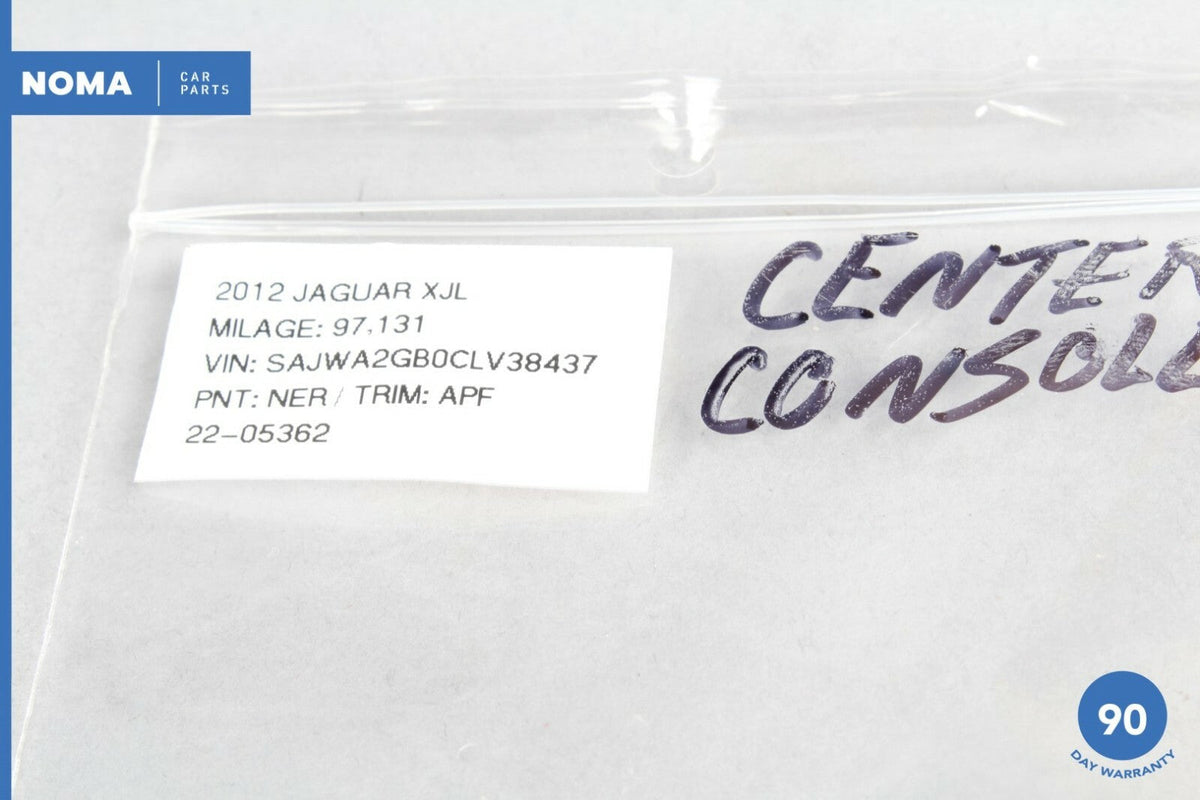 NOMA
CAR
PARTS
2012 JAGUAR XJL
MILAGE: 97,131
VIN: SAJWA2GB0CLV38437
PNT: NER / TRIM: APF
22-05362
CENTER
CONSOLE
90
DAY WARRANTY